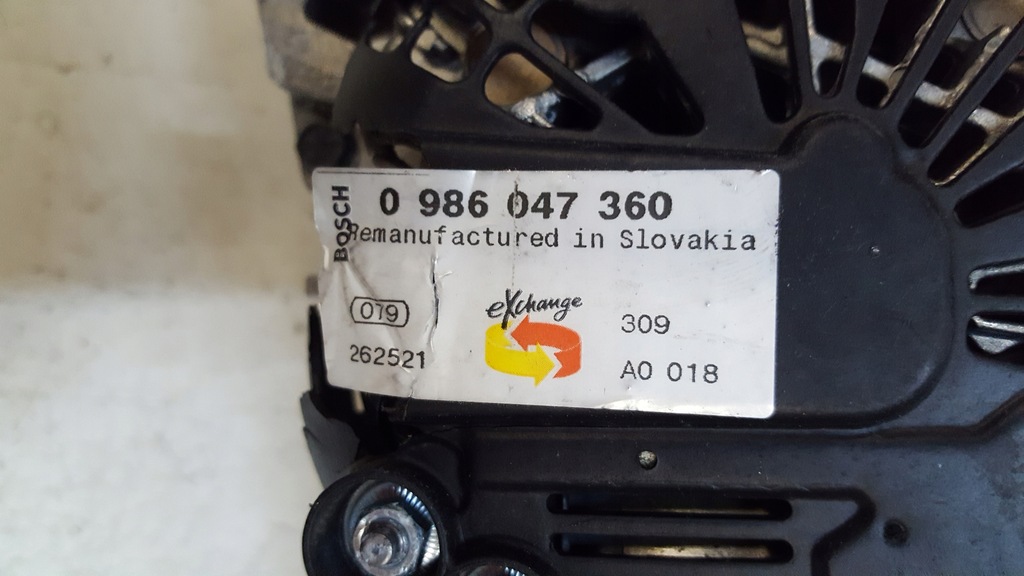 BOSCH
0 986 047 360
Remanufactured in Slovakia
079
262521
eXchange
309
A0 018